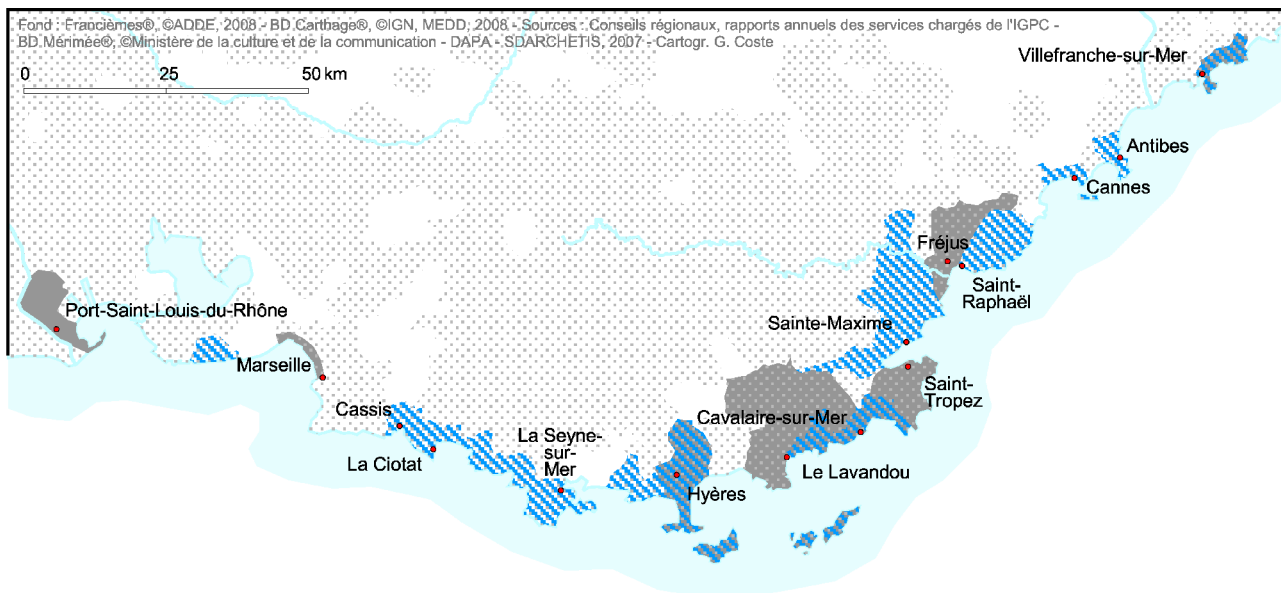 Fond : Francièmes®, ©ADDE, 2008 - BD Carthage®, ©IGN, MEDD, 2008 - Sources : Conseils régionaux, rapports annuels des services chargés de l'IGPC -
BD Mérimée®, ©Ministère de la culture et de la communication - DAPA - SDARCHETIS, 2007 - Cartogr. G. Coste
Villefranche-sur-Mer
0 25 50 km
Antibes
Cannes
Fréjus
Saint-
Raphaël
Port-Saint-Louis-du-Rhône
Sainte-Maxime
Marseille
Saint-
Tropez
Cassis
Cavalaire-sur-Mer
La Seyne-
sur-
Mer
La Ciotat
Le Lavandou
Hyères